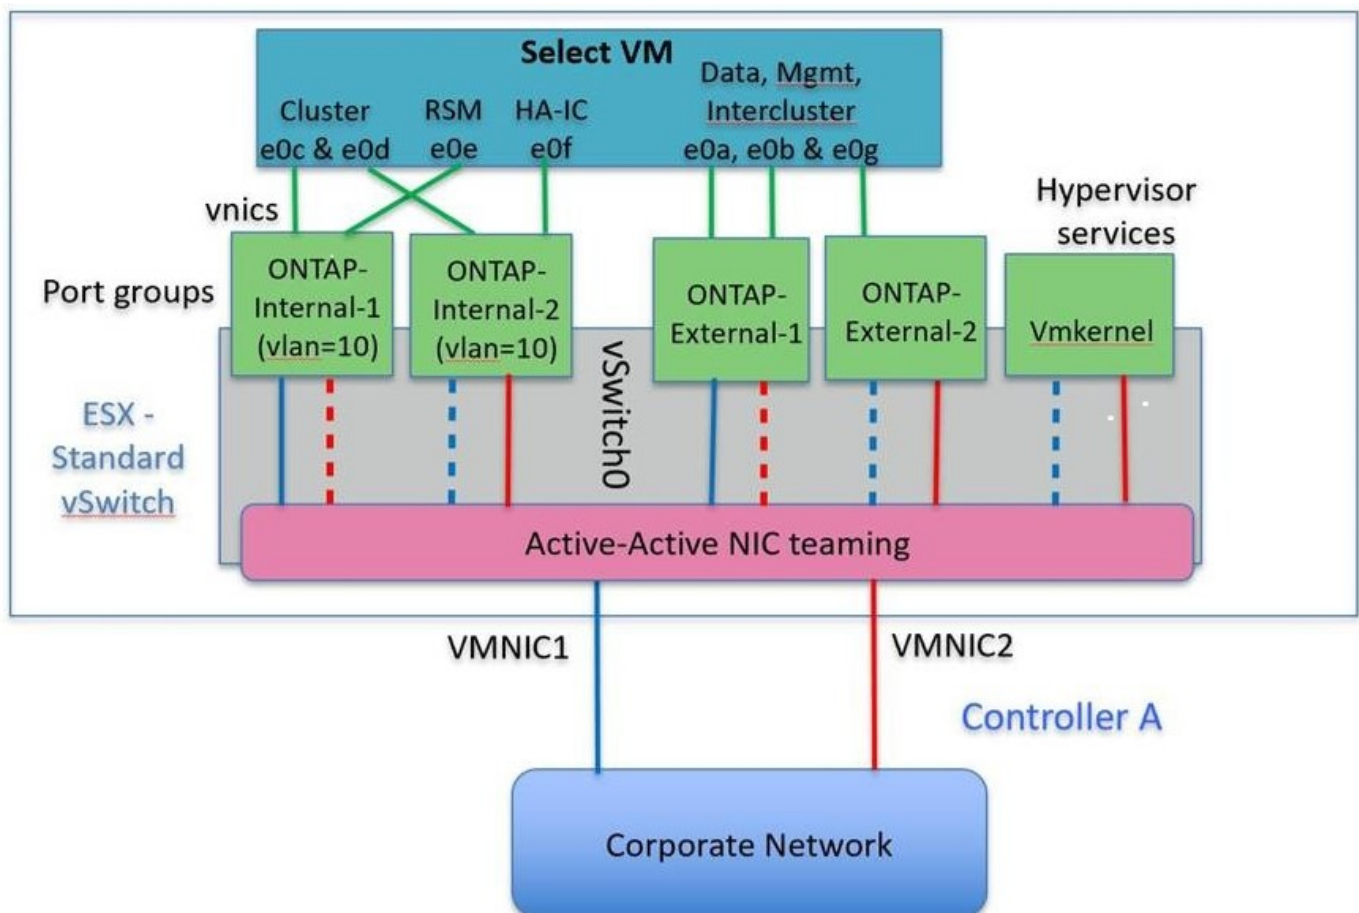 Select VM
Cluster
e0c & e0d
RSM
e0e
HA-IC
e0f
Data, Mgmt,
Intercluster
e0a, e0b & e0g
vnics
Hypervisor
services
Port groups
ONTAP-
Internal-1
(vlan=10)
ONTAP-
Internal-2
(vlan=10)
vSwitch0
ONTAP-
External-1
ONTAP-
External-2
Vmkernel
ESX -
Standard
vSwitch
Active-Active NIC teaming
VMNIC1
VMNIC2
Controller A
Corporate Network